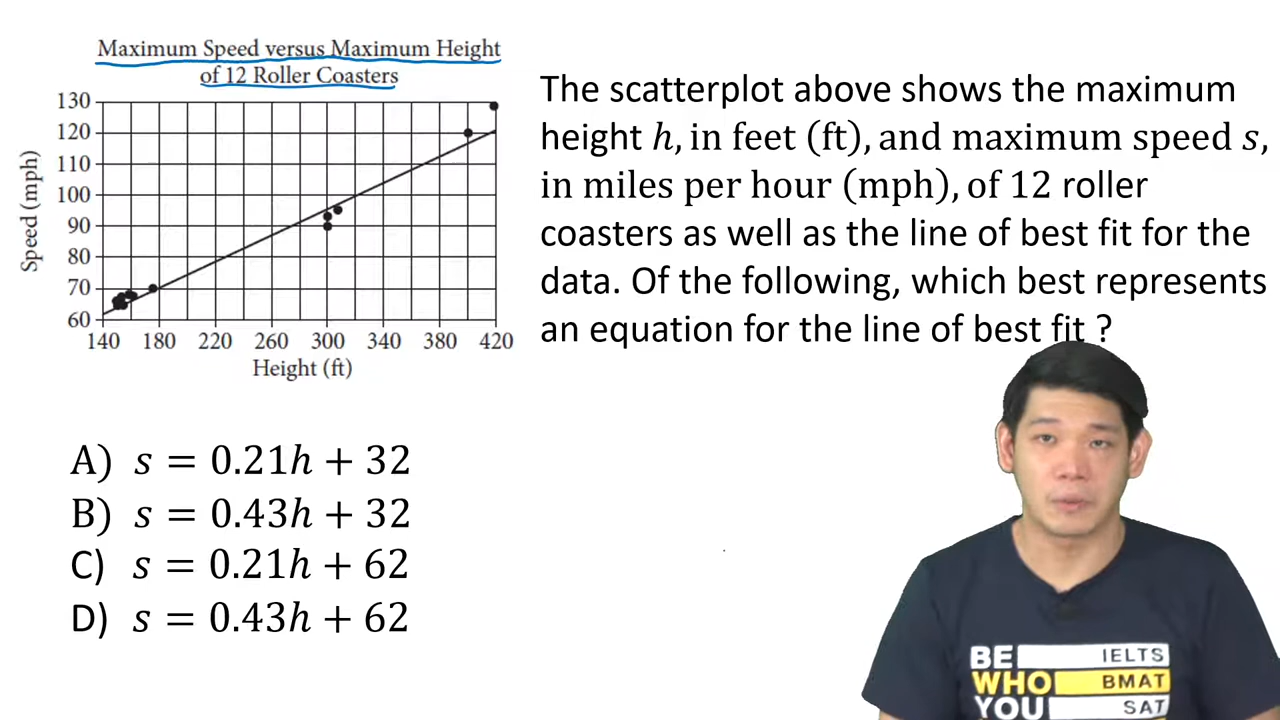 Maximum Speed versus Maximum Height
of 12 Roller Coasters
130
120
110
100
90
80
70
60
Speed (mph)
140 180 220 260 300 340 380 420
Height (ft)
The scatterplot above shows the maximum
height h, in feet (ft), and maximum speed s,
in miles per hour (mph), of 12 roller
coasters as well as the line of best fit for the
data. Of the following, which best represents
an equation for the line of best fit ?
A) s = 0.21h + 32
B) s = 0.43h + 32
C) s = 0.21h + 62
D) s = 0.43h + 62
BE IELTS
WHO BMAT
YOU SAT